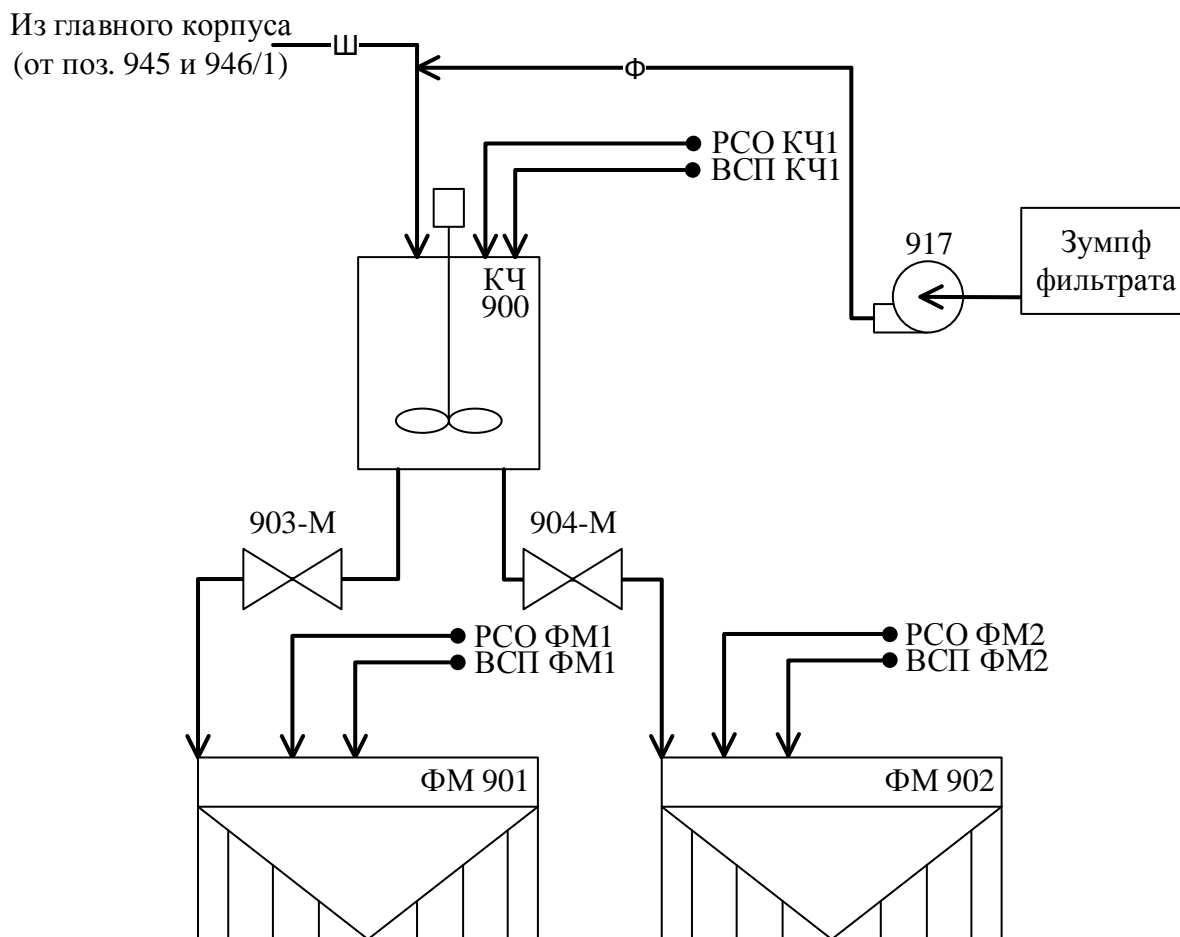 Из главного корпуса
(от поз. 945 и 946/1)
Ш
Ф
РСО КЧ1
ВСП КЧ1
917
Зумпф
фильтрата
КЧ
900
903-М
904-М
РСО ФМ1
ВСП ФМ1
РСО ФМ2
ВСП ФМ2
ФМ 901
ФМ 902